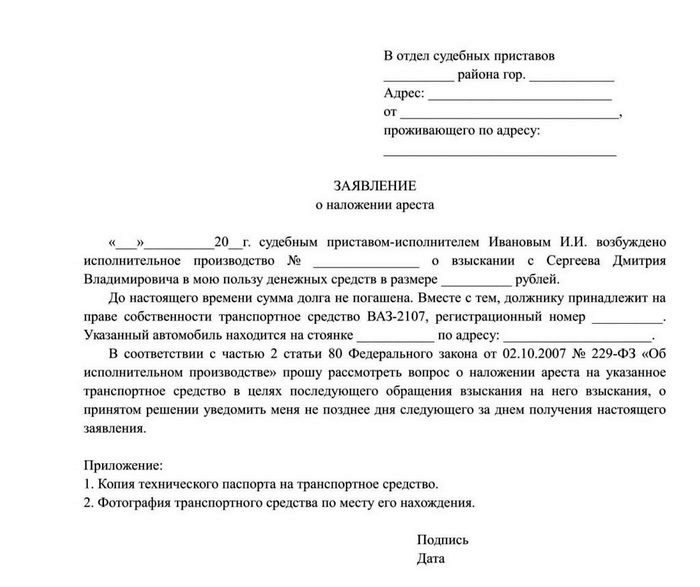 В отдел судебных приставов
__________ района гор. ____________
Адрес: __________________________
от _______________________________,
проживающего по адресу:
_________________________________
ЗАЯВЛЕНИЕ
о наложении ареста
«___»__________20__г. судебным приставом-исполнителем Ивановым И.И. возбуждено
исполнительное производство № _______________ о взыскании с Сергеева Дмитрия
Владимировича в мою пользу денежных средств в размере __________ рублей.
До настоящего времени сумма долга не погашена. Вместе с тем, должнику принадлежит на
праве собственности транспортное средство ВАЗ-2107, регистрационный номер __________.
Указанный автомобиль находится на стоянке ___________ по адресу: _____________________.
В соответствии с частью 2 статьи 80 Федерального закона от 02.10.2007 № 229-ФЗ «Об
исполнительном производстве» прошу рассмотреть вопрос о наложении ареста на указанное
транспортное средство в целях последующего обращения взыскания на него взыскания, о
принятом решении уведомить меня не позднее дня следующего за днем получения настоящего
заявления.
Приложение:
1. Копия технического паспорта на транспортное средство.
2. Фотография транспортного средства по месту его нахождения.
Подпись
Дата